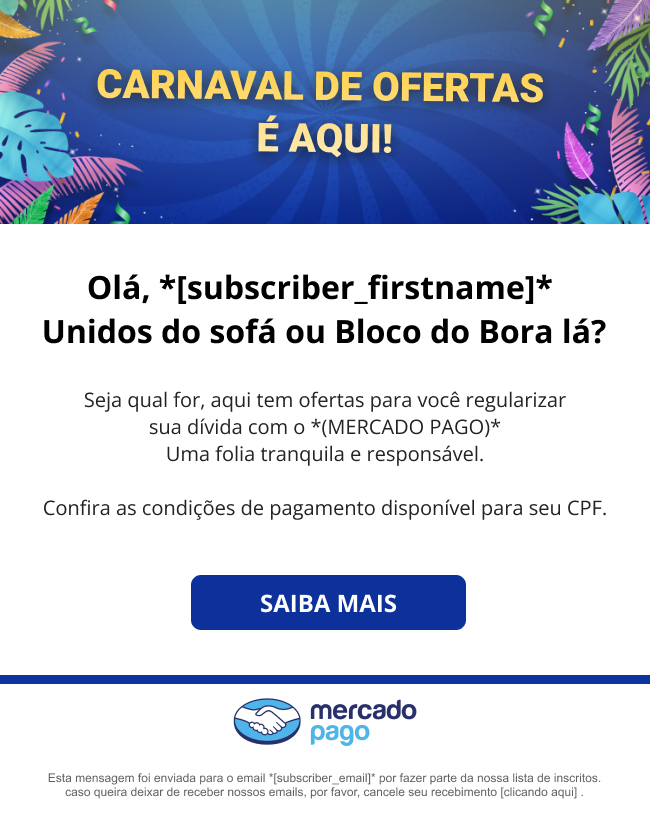 CARNAVAL DE OFERTAS
É AQUI!
Olá, *[subscriber_firstname]*
Unidos do sofá ou Bloco do Bora lá?
Seja qual for, aqui tem ofertas para você regularizar
sua dívida com o *(MERCADO PAGO)*
Uma folia tranquila e responsável.
Confira as condições de pagamento disponível para seu CPF.
SAIBA MAIS
mercado
pago
Esta mensagem foi enviada para o email *[subscriber_email]* por fazer parte da nossa lista de inscritos.
caso queira deixar de receber nossos emails, por favor, cancele seu recebimento [clicando aqui] .